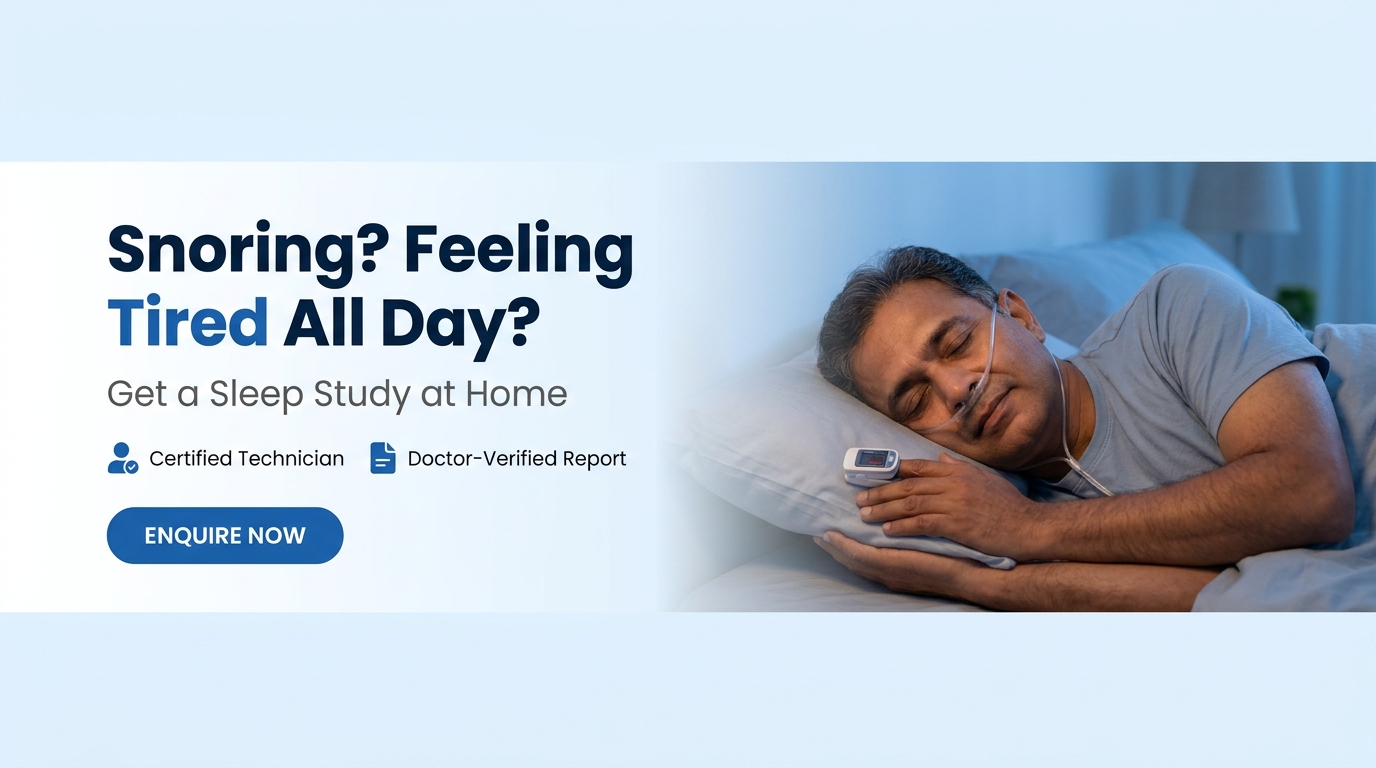 Snoring? Feeling
Tired All Day?
Get a Sleep Study at Home
Certified Technician
Doctor-Verified Report
ENQUIRE NOW